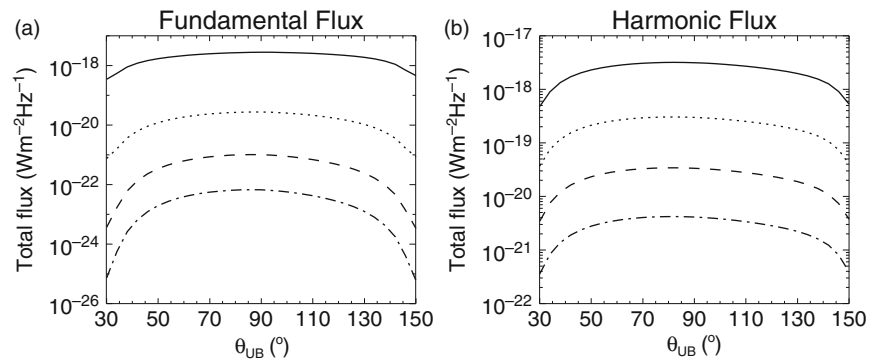 (a) Fundamental Flux
Total flux (Wm⁻²Hz⁻¹)
10⁻¹⁸
10⁻²⁰
10⁻²²
10⁻²⁴
10⁻²⁶
30 50 70 90 110 130 150
θ_UB (°)
(b) Harmonic Flux
Total flux (Wm⁻²Hz⁻¹)
10⁻¹⁷
10⁻¹⁸
10⁻¹⁹
10⁻²⁰
10⁻²¹
10⁻²²
30 50 70 90 110 130 150
θ_UB (°)